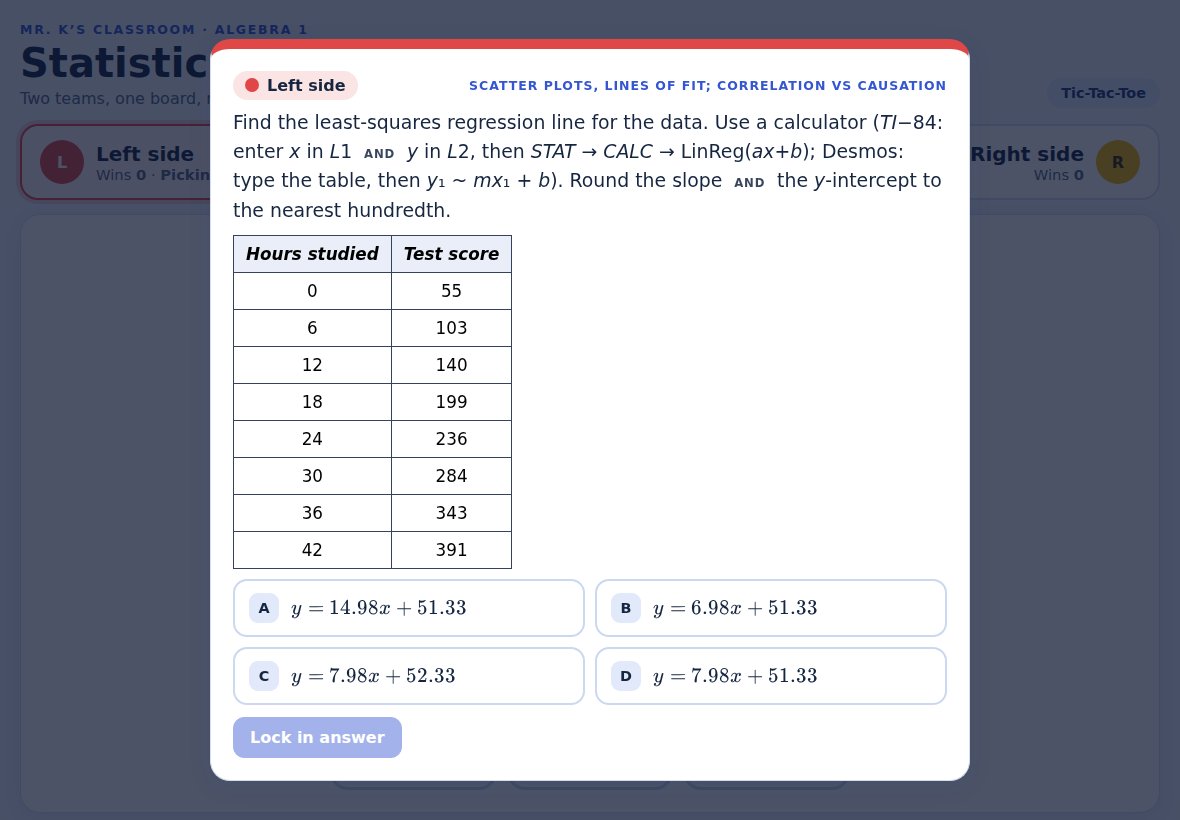 MR. K'S CLASSROOM · ALGEBRA 1
Statistic
Two teams, one board,
Tic-Tac-Toe
L
Left side
Wins 0 · Pickin
Right side
Wins 0
R
Left side
SCATTER PLOTS, LINES OF FIT; CORRELATION VS CAUSATION
Find the least-squares regression line for the data. Use a calculator (TI−84:
enter x in L1 AND y in L2, then STAT → CALC → LinReg(ax+b); Desmos:
type the table, then y₁ ~ mx₁ + b). Round the slope AND the y-intercept to
the nearest hundredth.
Hours studied Test score
0 55
6 103
12 140
18 199
24 236
30 284
36 343
42 391
A y = 14.98x + 51.33
B y = 6.98x + 51.33
C y = 7.98x + 52.33
D y = 7.98x + 51.33
Lock in answer